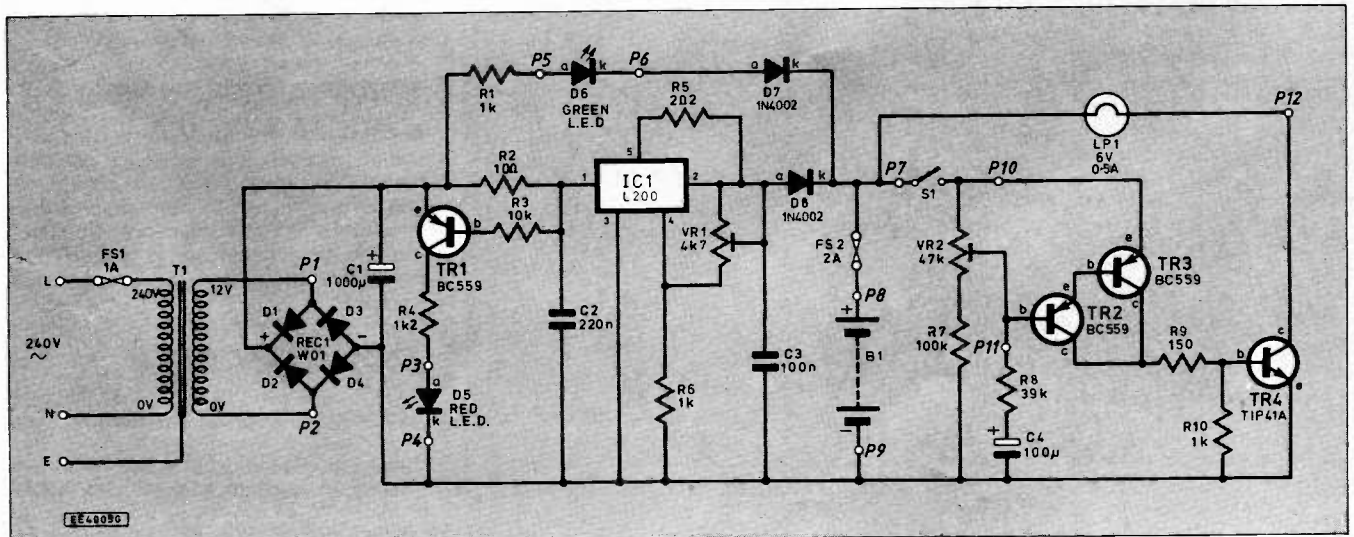 P5
a
k
P6
D6
GREEN
L.E.D
R1
1k
R5
2Ω2
a
k
D7
1N4002
P12
LP1
6V
0·5A
R2
10Ω
R3
10k
1
5
IC1
L200
2
3
4
a
k
D8
1N4002
P7
S1
P10
e
b
c
TR1
BC559
VR1
4k7
FS2
2A
VR2
47k
e
b
TR3
BC559
c
e
b
TR2
BC559
c
FS1
1A
L
T1
240V
12V
P1
+
C1
1000µ
R4
1k2
C2
220n
P8
+
B1
-
P9
R7
100k
P11
R9
150
c
b
e
TR4
TIP41A
240V
~
D1
D3
+
-
REC1
W01
D2
D4
P3
a
D5
RED
L.E.D.
k
P4
R6
1k
C3
100n
R8
39k
+
C4
100µ
R10
1k
N
0V
0V
P2
E
EE4005G